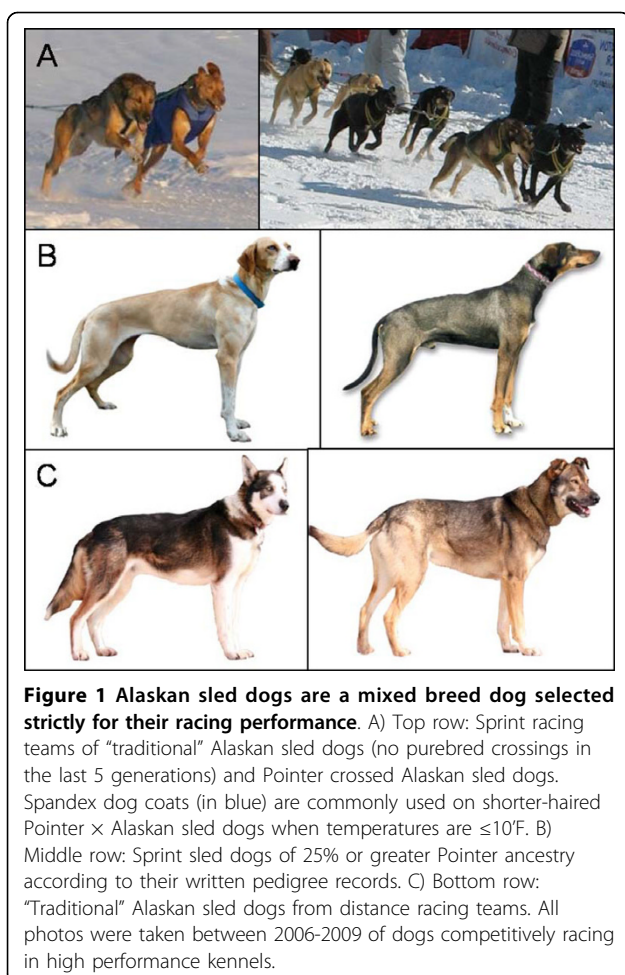 A
B
C
Figure 1 Alaskan sled dogs are a mixed breed dog selected
strictly for their racing performance. A) Top row: Sprint racing
teams of “traditional” Alaskan sled dogs (no purebred crossings in
the last 5 generations) and Pointer crossed Alaskan sled dogs.
Spandex dog coats (in blue) are commonly used on shorter-haired
Pointer × Alaskan sled dogs when temperatures are ≤10’F. B)
Middle row: Sprint sled dogs of 25% or greater Pointer ancestry
according to their written pedigree records. C) Bottom row:
“Traditional” Alaskan sled dogs from distance racing teams. All
photos were taken between 2006-2009 of dogs competitively racing
in high performance kennels.